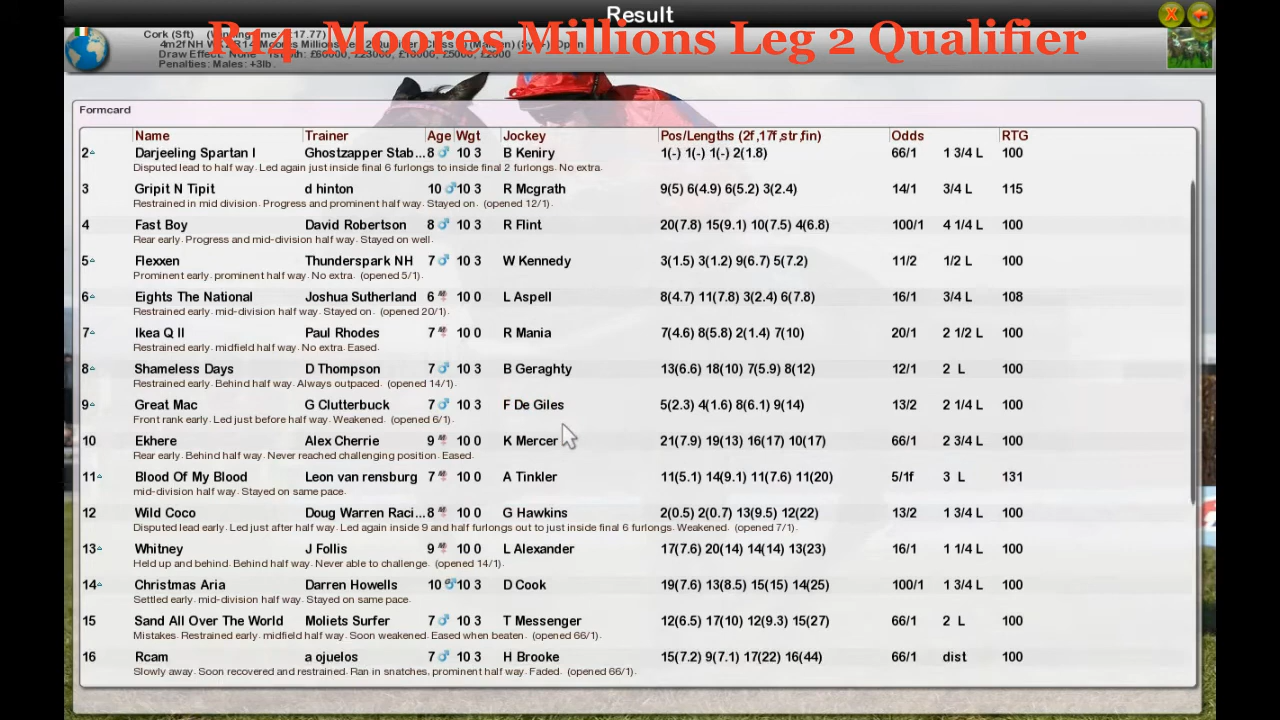 Result
R14 Moores Millions Leg 2 Qualifier
Cork (Sft)
Draw Effect: None
Penalties: Males: +3lb.
Formcard
Name Trainer Age Wgt Jockey Pos/Lengths (2f,17f,str,fin) Odds RTG
2 Darjeeling Spartan I Ghostzapper Stab... 8 10 3 B Keniry 1(-) 1(-) 1(-) 2(1.8) 66/1 1 3/4 L 100
Disputed lead to half way. Led again just inside final 6 furlongs to inside final 2 furlongs. No extra.
3 Gripit N Tipit d hinton 10 10 3 R Mcgrath 9(5) 6(4.9) 6(5.2) 3(2.4) 14/1 3/4 L 115
Restrained in mid division. Progress and prominent half way. Stayed on. (opened 12/1).
4 Fast Boy David Robertson 8 10 3 R Flint 20(7.8) 15(9.1) 10(7.5) 4(6.8) 100/1 4 1/4 L 100
Rear early. Progress and mid-division half way. Stayed on well.
5 Flexxen Thunderspark NH 7 10 3 W Kennedy 3(1.5) 3(1.2) 9(6.7) 5(7.2) 11/2 1/2 L 100
Prominent early. prominent half way. No extra. (opened 5/1).
6 Eights The National Joshua Sutherland 6 10 0 L Aspell 8(4.7) 11(7.8) 3(2.4) 6(7.8) 16/1 3/4 L 108
Restrained early. mid-division half way. Stayed on. (opened 20/1).
7 Ikea Q II Paul Rhodes 7 10 0 R Mania 7(4.6) 8(5.8) 2(1.4) 7(10) 20/1 2 1/2 L 100
Restrained early. midfield half way. No extra. Eased.
8 Shameless Days D Thompson 7 10 3 B Geraghty 13(6.6) 18(10) 7(5.9) 8(12) 12/1 2 L 100
Restrained early. Behind half way. Always outpaced. (opened 14/1).
9 Great Mac G Clutterbuck 7 10 3 F De Giles 5(2.3) 4(1.6) 8(6.1) 9(14) 13/2 2 1/4 L 100
Front rank early. Led just before half way. Weakened. (opened 6/1).
10 Ekhere Alex Cherrie 9 10 0 K Mercer 21(7.9) 19(13) 16(17) 10(17) 66/1 2 3/4 L 100
Rear early. Behind half way. Never reached challenging position. Eased.
11 Blood Of My Blood Leon van rensburg 7 10 0 A Tinkler 11(5.1) 14(9.1) 11(7.6) 11(20) 5/1f 3 L 131
mid-division half way. Stayed on same pace.
12 Wild Coco Doug Warren Raci... 8 10 0 G Hawkins 2(0.5) 2(0.7) 13(9.5) 12(22) 13/2 1 3/4 L 100
Disputed lead early. Led just after half way. Led again inside 9 and half furlongs out to just inside final 6 furlongs. Weakened. (opened 7/1).
13 Whitney J Follis 9 10 0 L Alexander 17(7.6) 20(14) 14(14) 13(23) 16/1 1 1/4 L 100
Held up and behind. Behind half way. Never able to challenge. (opened 14/1).
14 Christmas Aria Darren Howells 10 10 3 D Cook 19(7.6) 13(8.5) 15(15) 14(25) 100/1 1 3/4 L 100
Settled early. mid-division half way. Stayed on same pace.
15 Sand All Over The World Moliets Surfer 7 10 3 T Messenger 12(6.5) 17(10) 12(9.3) 15(27) 66/1 2 L 100
Mistakes. Restrained early. midfield half way. Soon weakened. Eased when beaten. (opened 66/1).
16 Rcam a ojuelos 7 10 3 H Brooke 15(7.2) 9(7.1) 17(22) 16(44) 66/1 dist 100
Slowly away. Soon recovered and restrained. Ran in snatches, prominent half way. Faded. (opened 66/1).